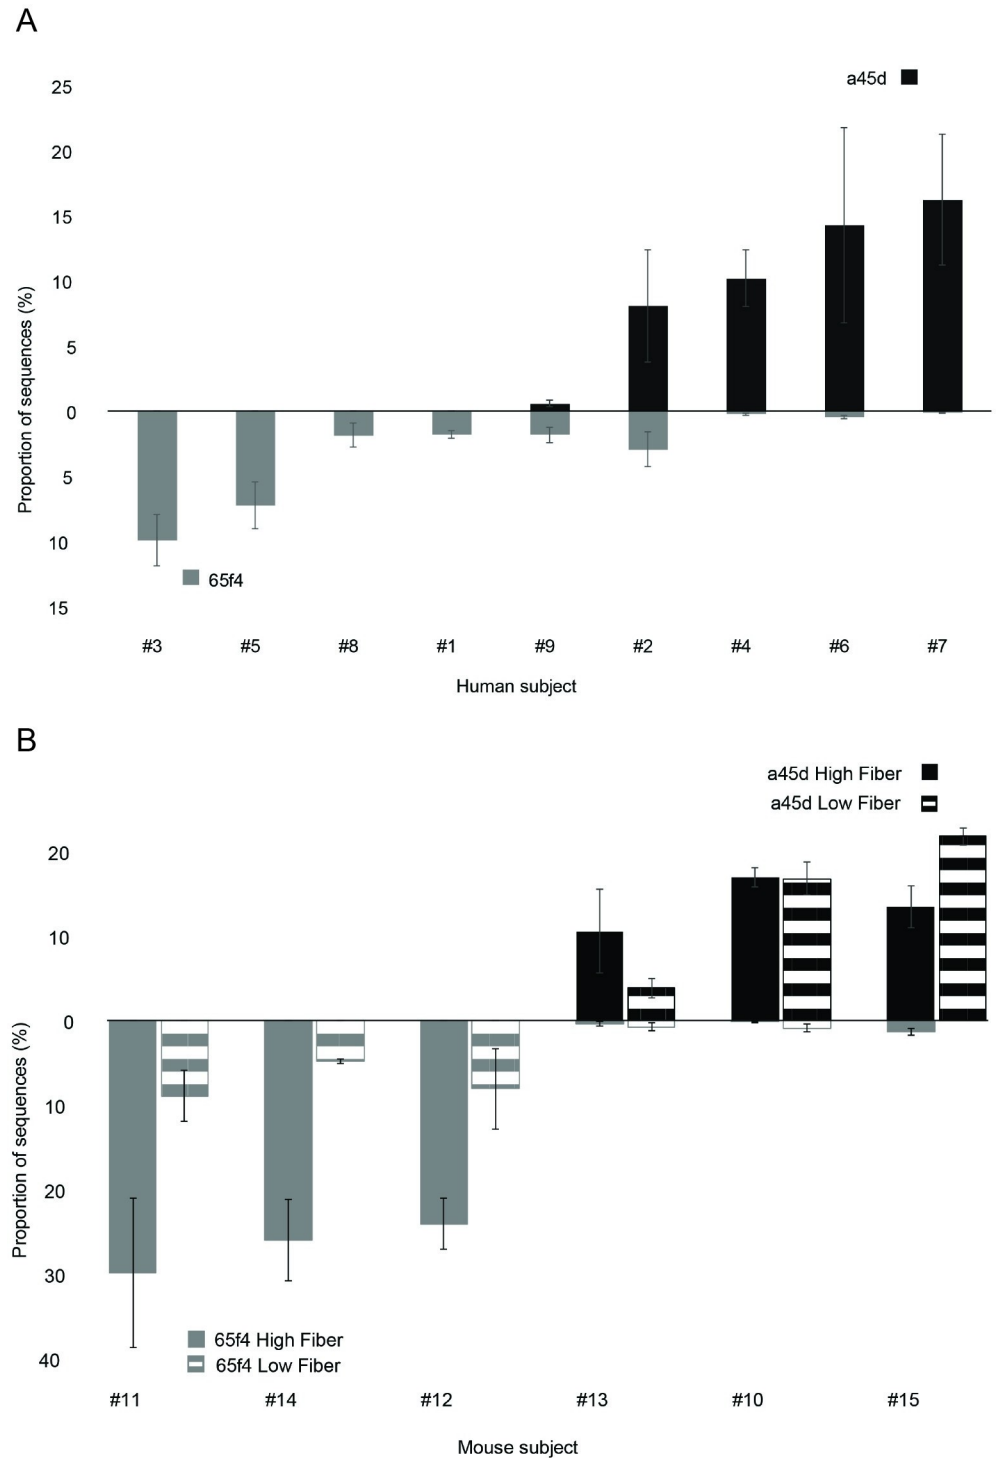 A
a45d
25
20
15
10
5
0
5
10
15
Proportion of sequences (%)
65f4
#3 #5 #8 #1 #9 #2 #4 #6 #7
Human subject
B
a45d High Fiber
a45d Low Fiber
20
10
0
10
20
30
40
Proportion of sequences (%)
65f4 High Fiber
65f4 Low Fiber
#11 #14 #12 #13 #10 #15
Mouse subject